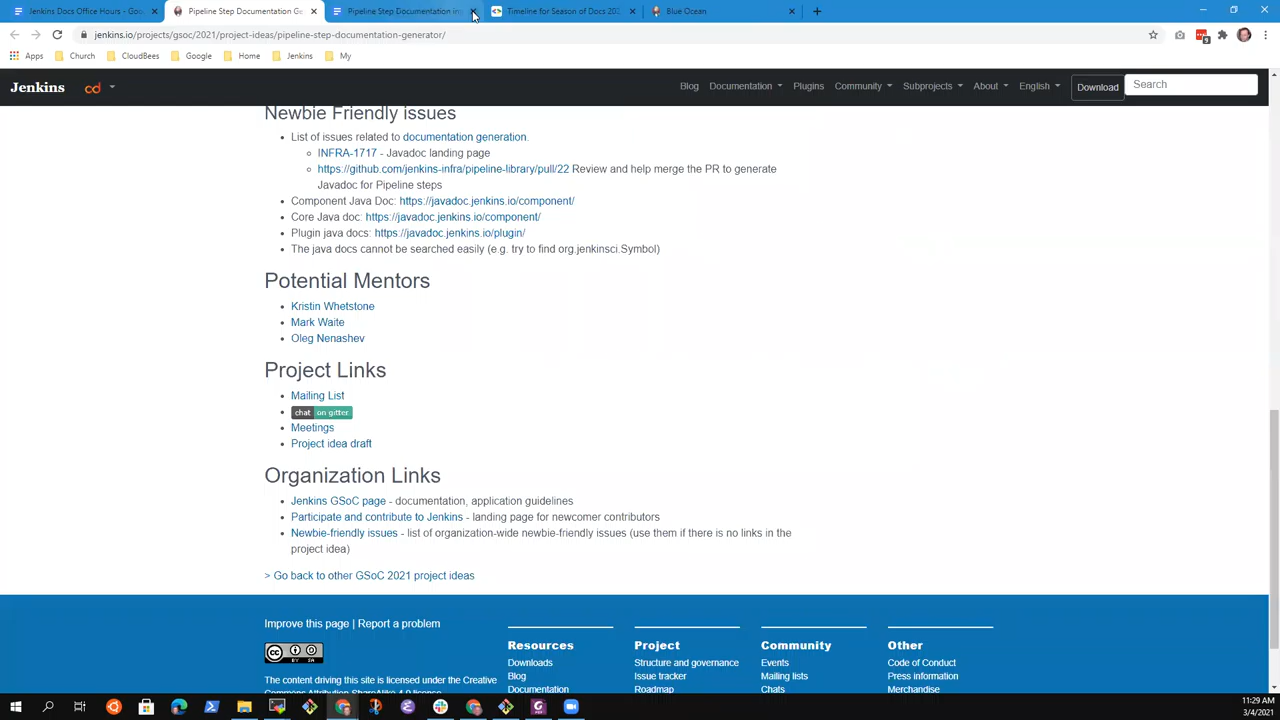 Jenkins Docs Office Hours - Goo
Pipeline Step Documentation Ge
Pipeline Step Documentation im
Timeline for Season of Docs 202
Blue Ocean
jenkins.io/projects/gsoc/2021/project-ideas/pipeline-step-documentation-generator/
9
Apps
Church
CloudBees
Google
Home
Jenkins
My
Jenkins
cd
Blog
Documentation
Plugins
Community
Subprojects
About
English
Download
Search
Newbie Friendly issues
List of issues related to documentation generation.
INFRA-1717 - Javadoc landing page
https://github.com/jenkins-infra/pipeline-library/pull/22 Review and help merge the PR to generate
Javadoc for Pipeline steps
Component Java Doc: https://javadoc.jenkins.io/component/
Core Java doc: https://javadoc.jenkins.io/component/
Plugin java docs: https://javadoc.jenkins.io/plugin/
The java docs cannot be searched easily (e.g. try to find org.jenkinsci.Symbol)
Potential Mentors
Kristin Whetstone
Mark Waite
Oleg Nenashev
Project Links
Mailing List
chat on gitter
Meetings
Project idea draft
Organization Links
Jenkins GSoC page - documentation, application guidelines
Participate and contribute to Jenkins - landing page for newcomer contributors
Newbie-friendly issues - list of organization-wide newbie-friendly issues (use them if there is no links in the
project idea)
> Go back to other GSoC 2021 project ideas
Improve this page | Report a problem
cc
BY SA
The content driving this site is licensed under the Creative
Commons Attribution-ShareAlike 4.0 license.
Resources
Downloads
Blog
Documentation
Project
Structure and governance
Issue tracker
Roadmap
Community
Events
Mailing lists
Chats
Other
Code of Conduct
Press information
Merchandise
11:29 AM
3/4/2021